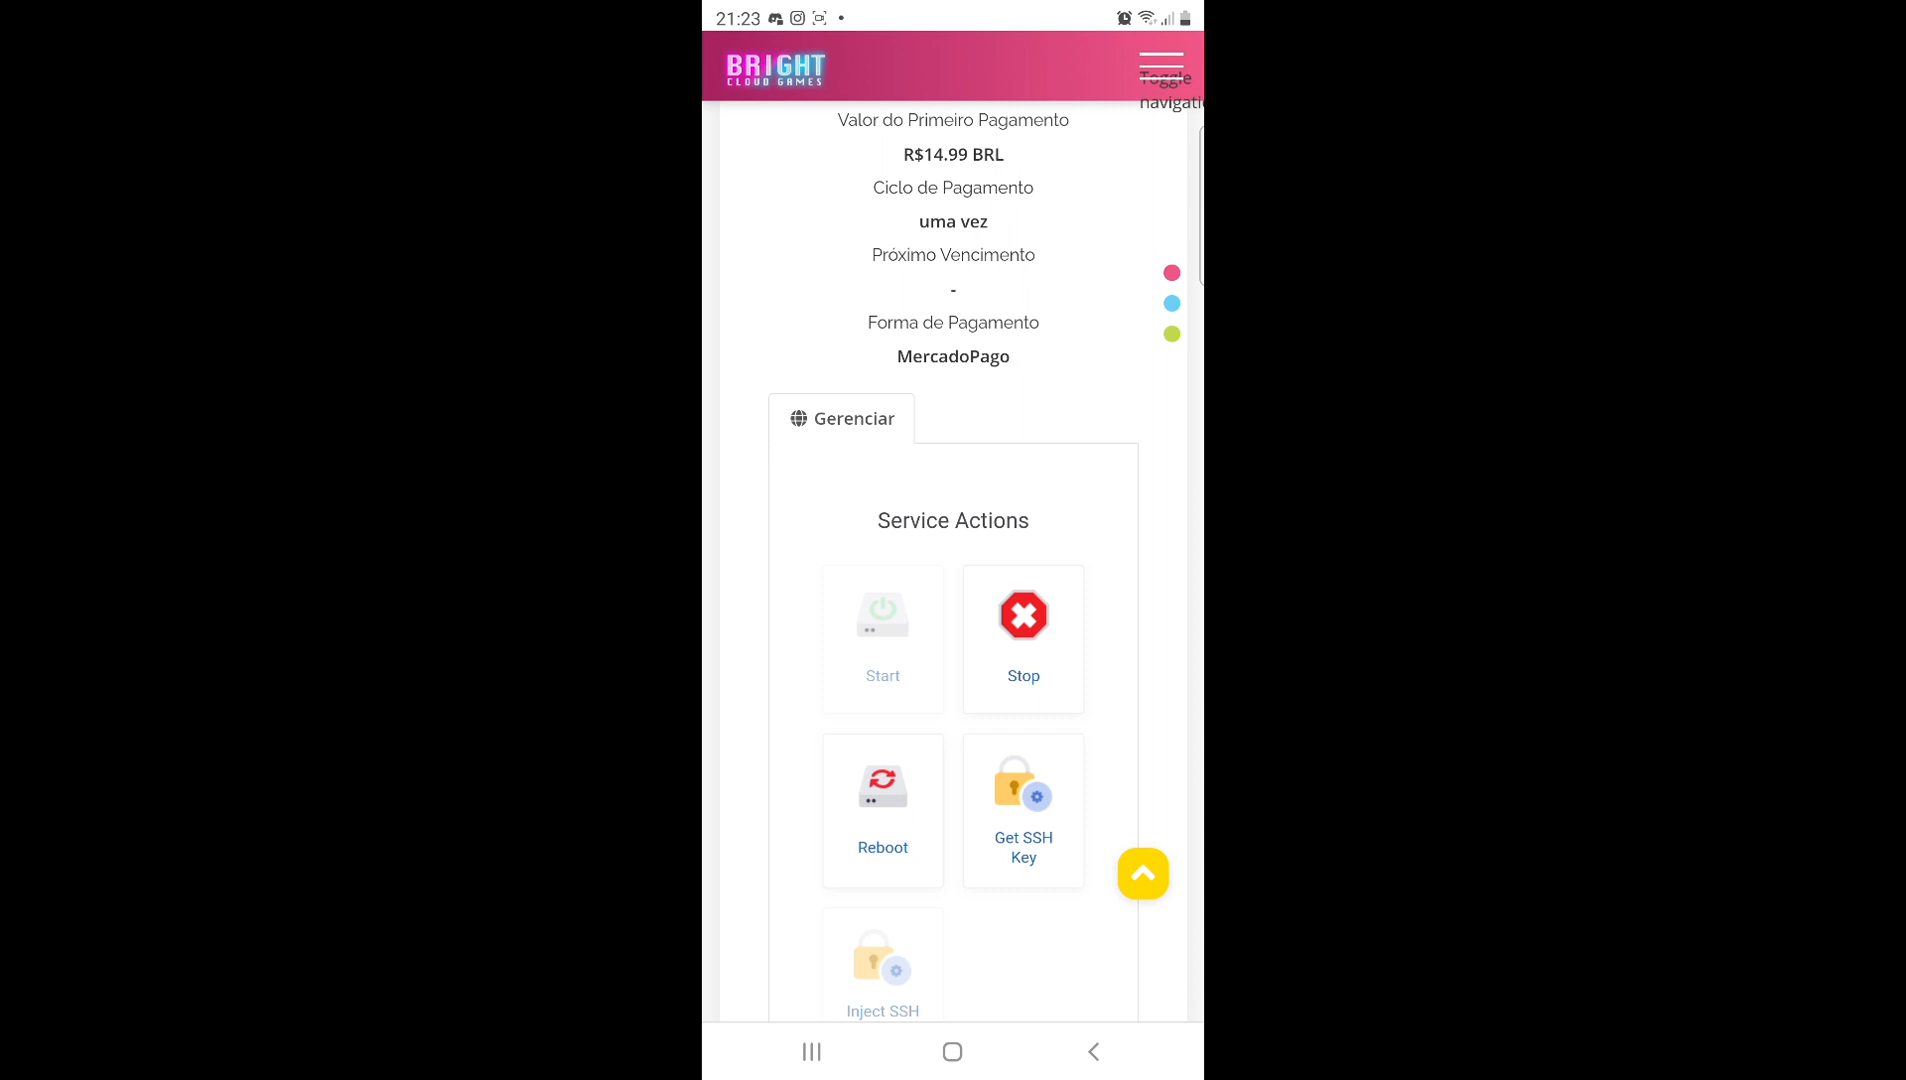 21:23
BRIGHT
CLOUD GAMES
Toggle
navigati
Valor do Primeiro Pagamento
R$14.99 BRL
Ciclo de Pagamento
uma vez
Próximo Vencimento
-
Forma de Pagamento
MercadoPago
Gerenciar
Service Actions
Start
Stop
Reboot
Get SSH
Key
Inject SSH